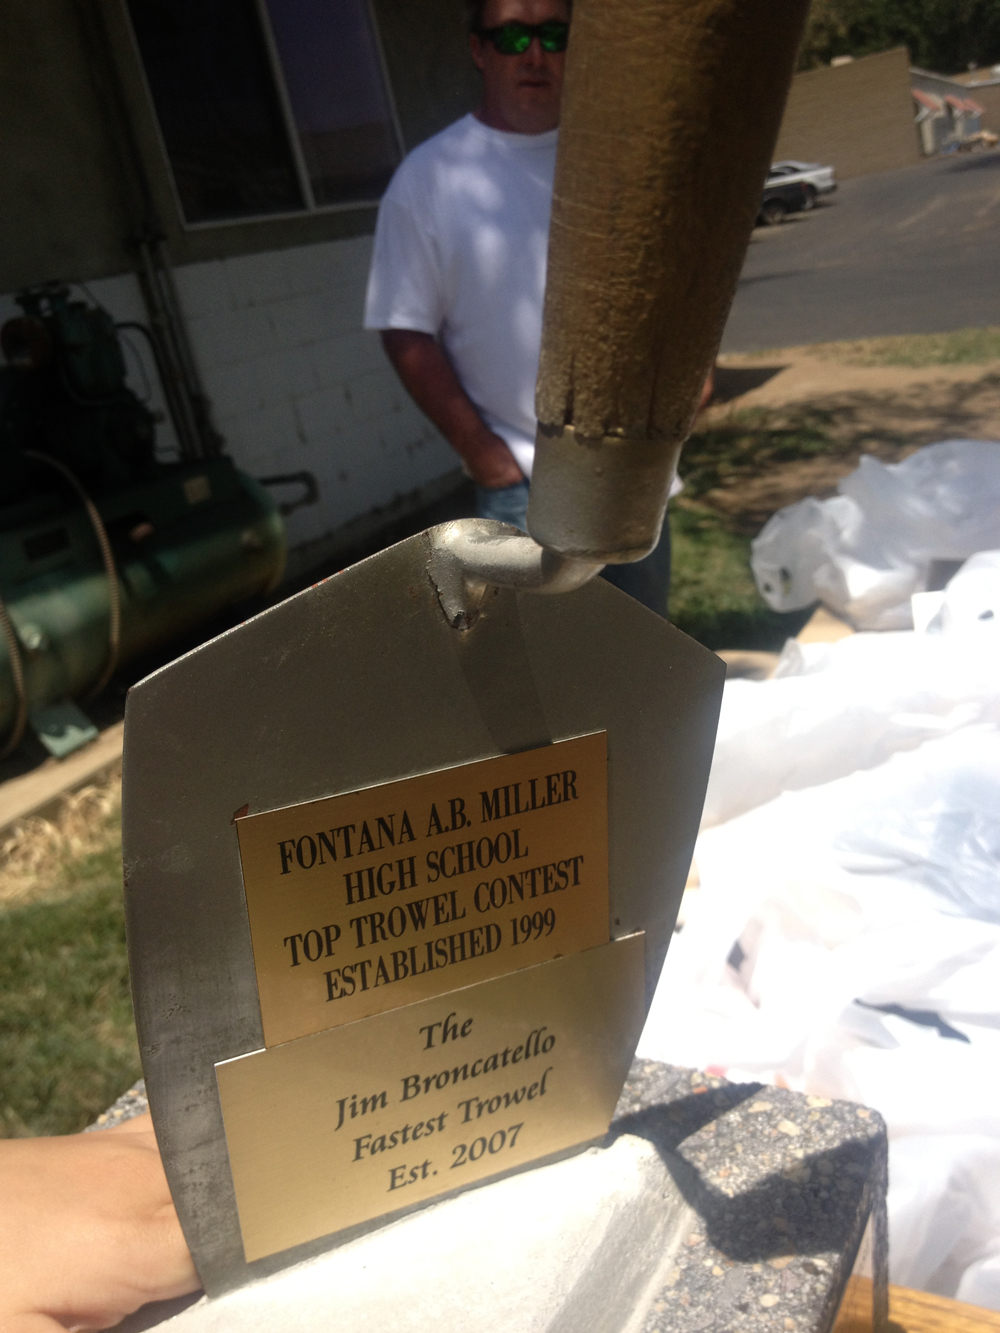 FONTANA A.B. MILLER
HIGH SCHOOL
TOP TROWEL CONTEST
ESTABLISHED 1999
The
Jim Broncatello
Fastest Trowel
Est. 2007